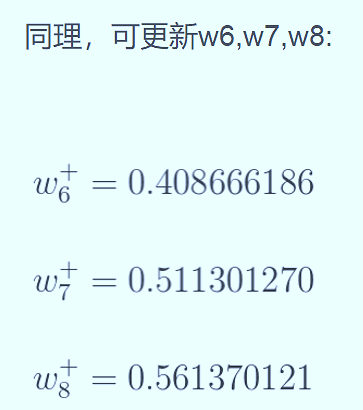 同理，可更新w6,w7,w8:
w₆⁺ = 0.408666186
w₇⁺ = 0.511301270
w₈⁺ = 0.561370121